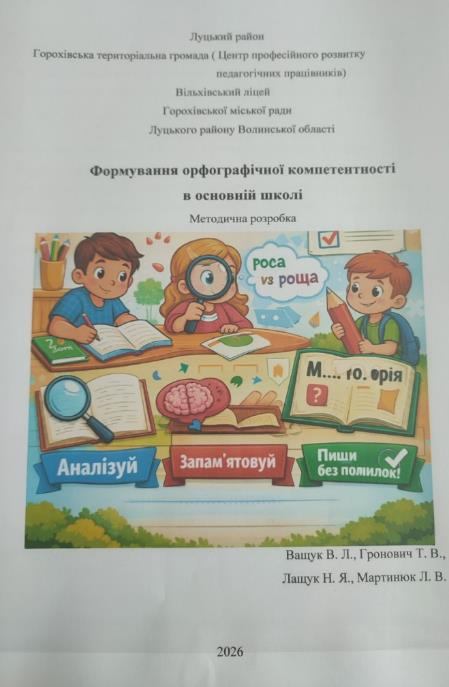 Луцький район
Горохівська територіальна громада ( Центр професійного розвитку
педагогічних працівників)
Вільхівський ліцей
Горохівської міської ради
Луцького району Волинської області
Формування орфографічної компетентності
в основній школі
Методична розробка
роса
vs роща
М.... то. орія
?
Аналізуй
Запам'ятовуй
Пиши
без помилок!
Ващук В. Л., Гронович Т. В.,
Лащук Н. Я., Мартинюк Л. В.
2026